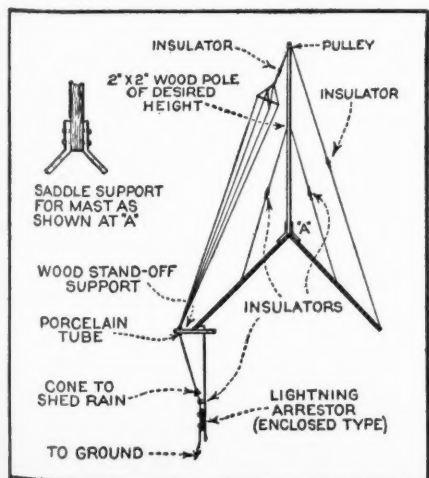 INSULATOR
PULLEY
2"X2" WOOD POLE
OF DESIRED
HEIGHT
INSULATOR
SADDLE SUPPORT
FOR MAST AS
SHOWN AT "A"
"A"
WOOD STAND-OFF
SUPPORT
INSULATORS
PORCELAIN
TUBE
CONE TO
SHED RAIN
LIGHTNING
ARRESTOR
(ENCLOSED TYPE)
TO GROUND